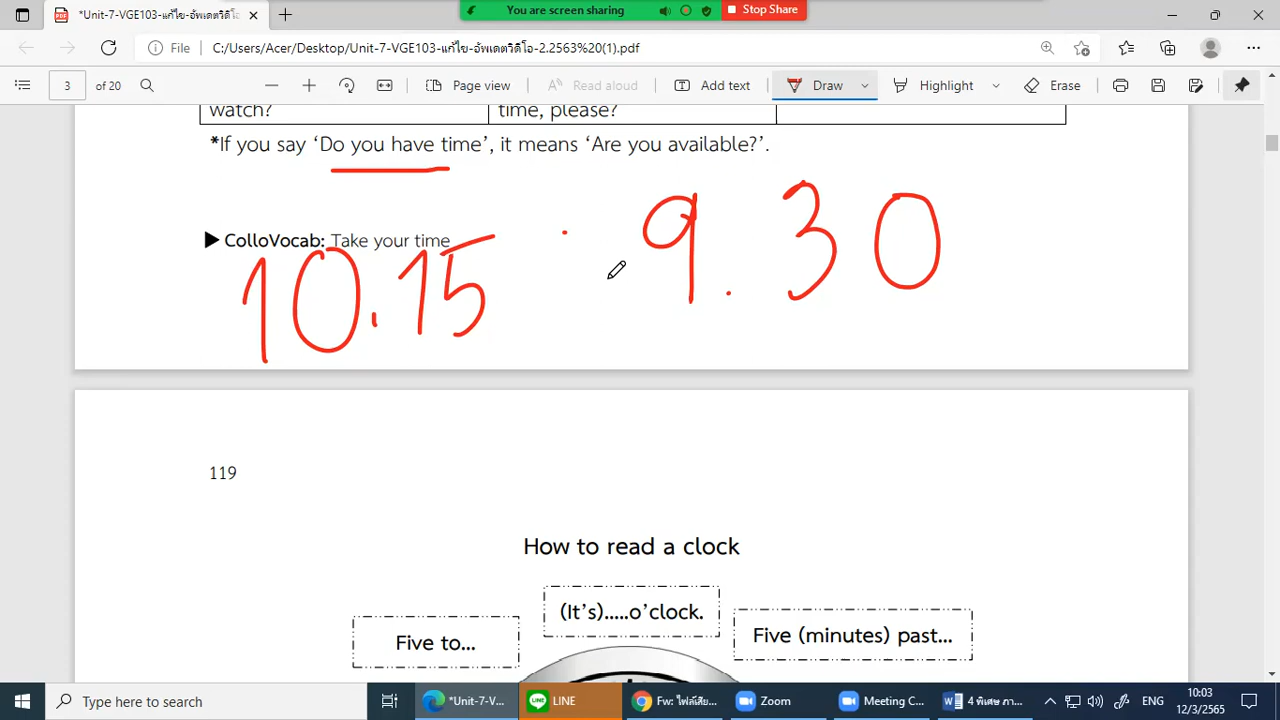 *Unit-7-VGE103-แก้ไข-อัพเดตวิดีโ
You are screen sharing
Stop Share
File
C:/Users/Acer/Desktop/Unit-7-VGE103-แก้ไข-อัพเดตวิดีโอ-2.2563%20(1).pdf
3 of 20
Page view
Read aloud
Add text
Draw
Highlight
Erase
watch?
time, please?
*If you say ‘Do you have time’, it means ‘Are you available?’.
9.30
▶ ColloVocab: Take your time
10.15
119
How to read a clock
(It’s).....o’clock.
Five to...
Five (minutes) past...
Type here to search
*Unit-7-V...
LINE
Fw: ไฟล์เสีย...
Zoom
Meeting C...
4 พิเศษ ภา...
ENG
10:03
12/3/2565